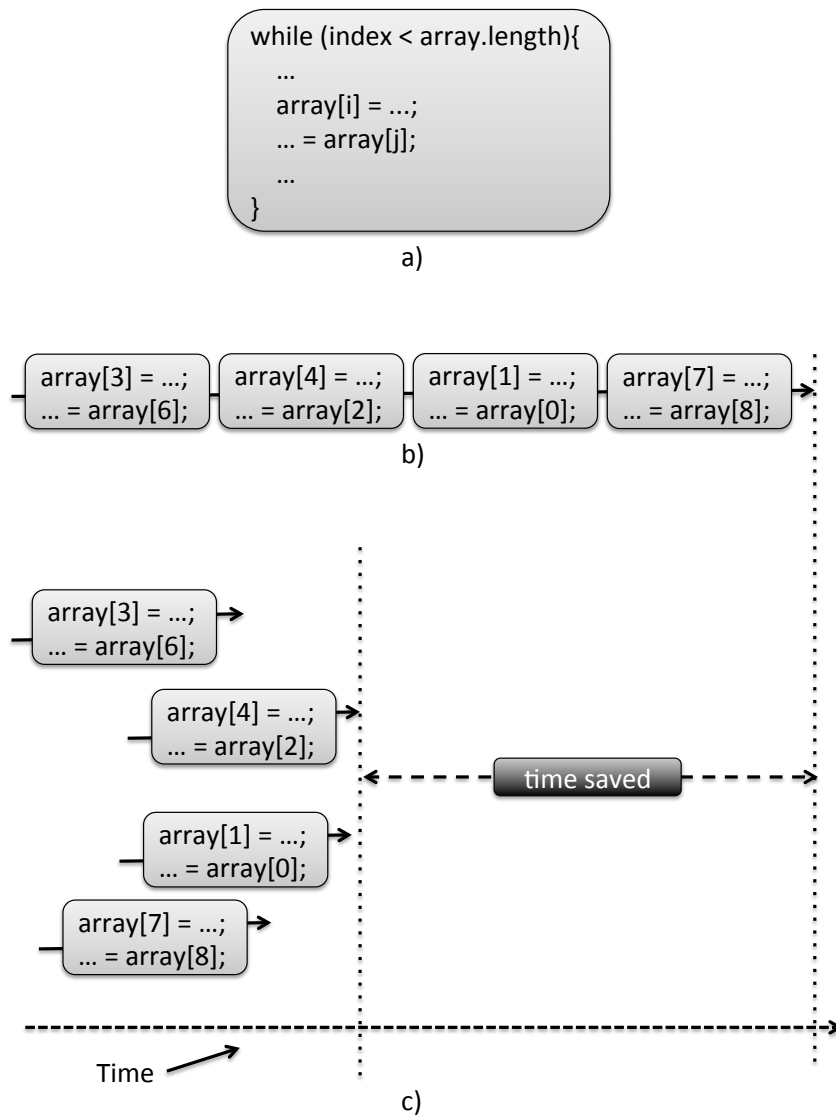 while (index < array.length){
...
array[i] = ...;
... = array[j];
...
}
a)
array[3] = ...;
... = array[6];
array[4] = ...;
... = array[2];
array[1] = ...;
... = array[0];
array[7] = ...;
... = array[8];
b)
array[3] = ...;
... = array[6];
array[4] = ...;
... = array[2];
time saved
array[1] = ...;
... = array[0];
array[7] = ...;
... = array[8];
Time
c)